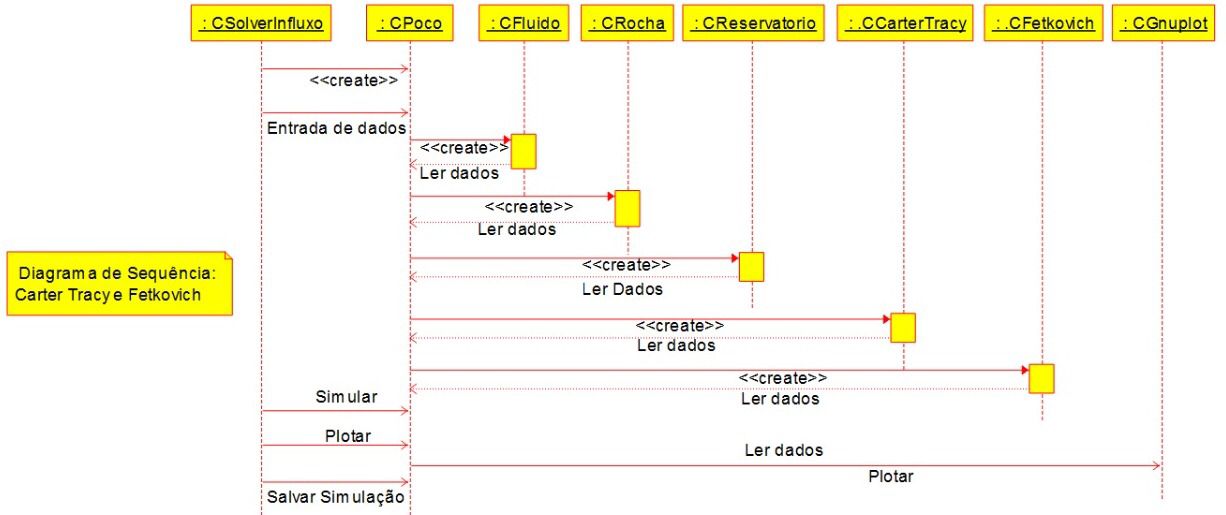 : CSolverInfluxo : CPoco : CFluido : CRocha : CReservatorio : .CCarterTracy : .CFetkovich : CGnuplot
<<create>>
Entrada de dados
<<create>>
Ler dados
<<create>>
Ler dados
<<create>>
Ler Dados
Diagrama de Sequência:
Carter Tracy e Fetkovich
<<create>>
Ler dados
<<create>>
Ler dados
Simular
Plotar
Ler dados
Plotar
Salvar Simulação